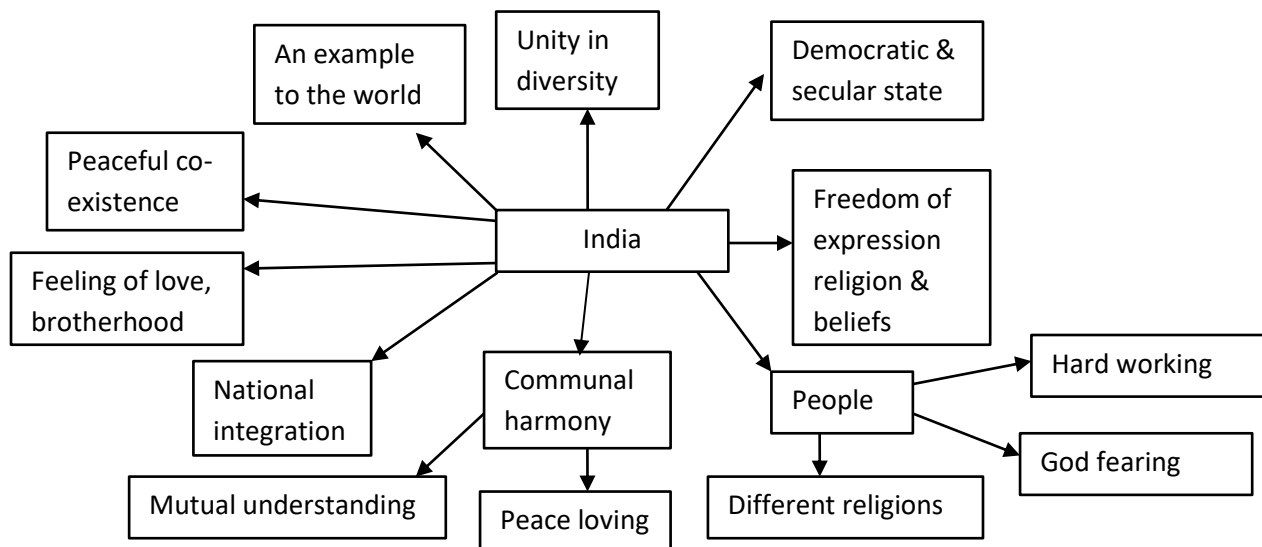 An example
to the world
Unity in
diversity
Democratic &
secular state
Peaceful co-
existence
India
Freedom of
expression
religion &
beliefs
Feeling of love,
brotherhood
National
integration
Communal
harmony
People
Hard working
God fearing
Mutual understanding
Peace loving
Different religions